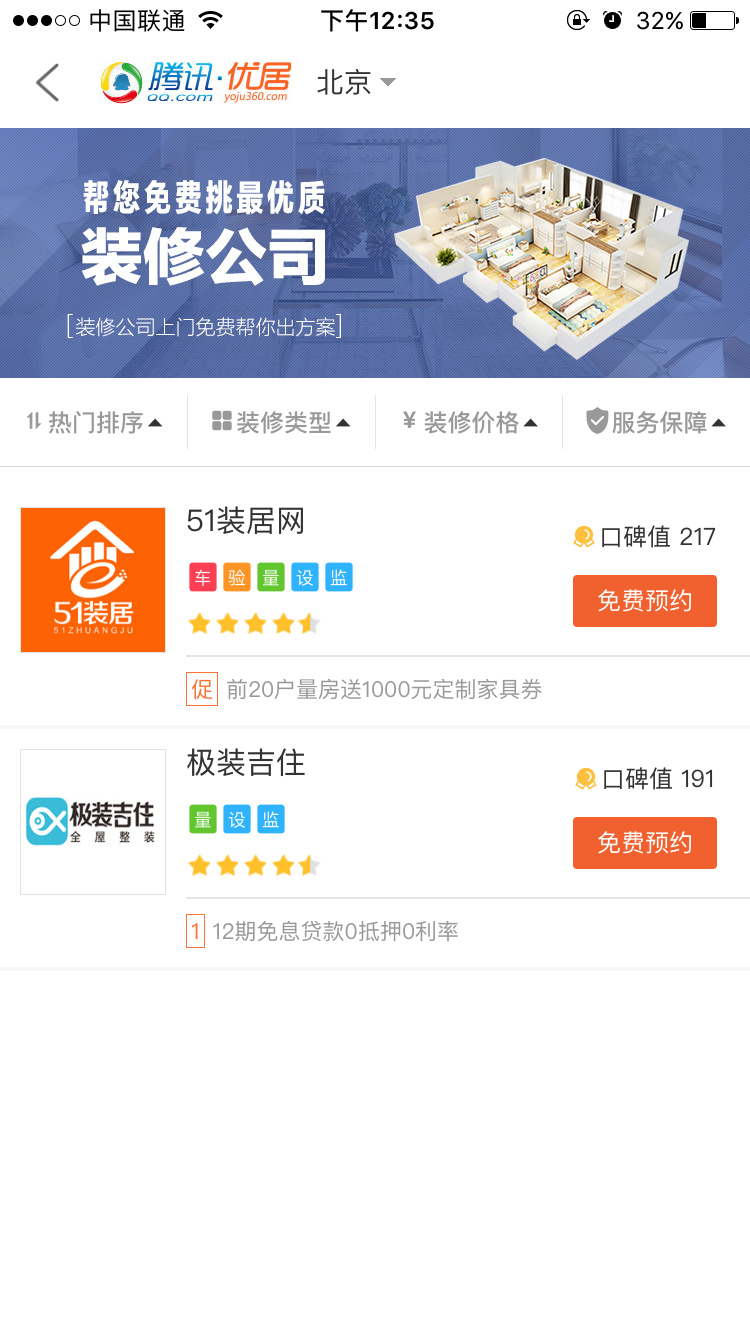 中国联通 下午12:35 32%
腾讯·优居 北京
qq.com yoju360.com
帮您免费挑最优质
装修公司
[装修公司上门免费帮你出方案]
热门排序 装修类型 ¥ 装修价格 服务保障
51装居网
口碑值 217
车 验 量 设 监
免费预约
51装居
51ZHUANGJU
促 前20户量房送1000元定制家具券
极装吉住
口碑值 191
量 设 监
免费预约
极装吉住
全屋整装
1 12期免息贷款0抵押0利率